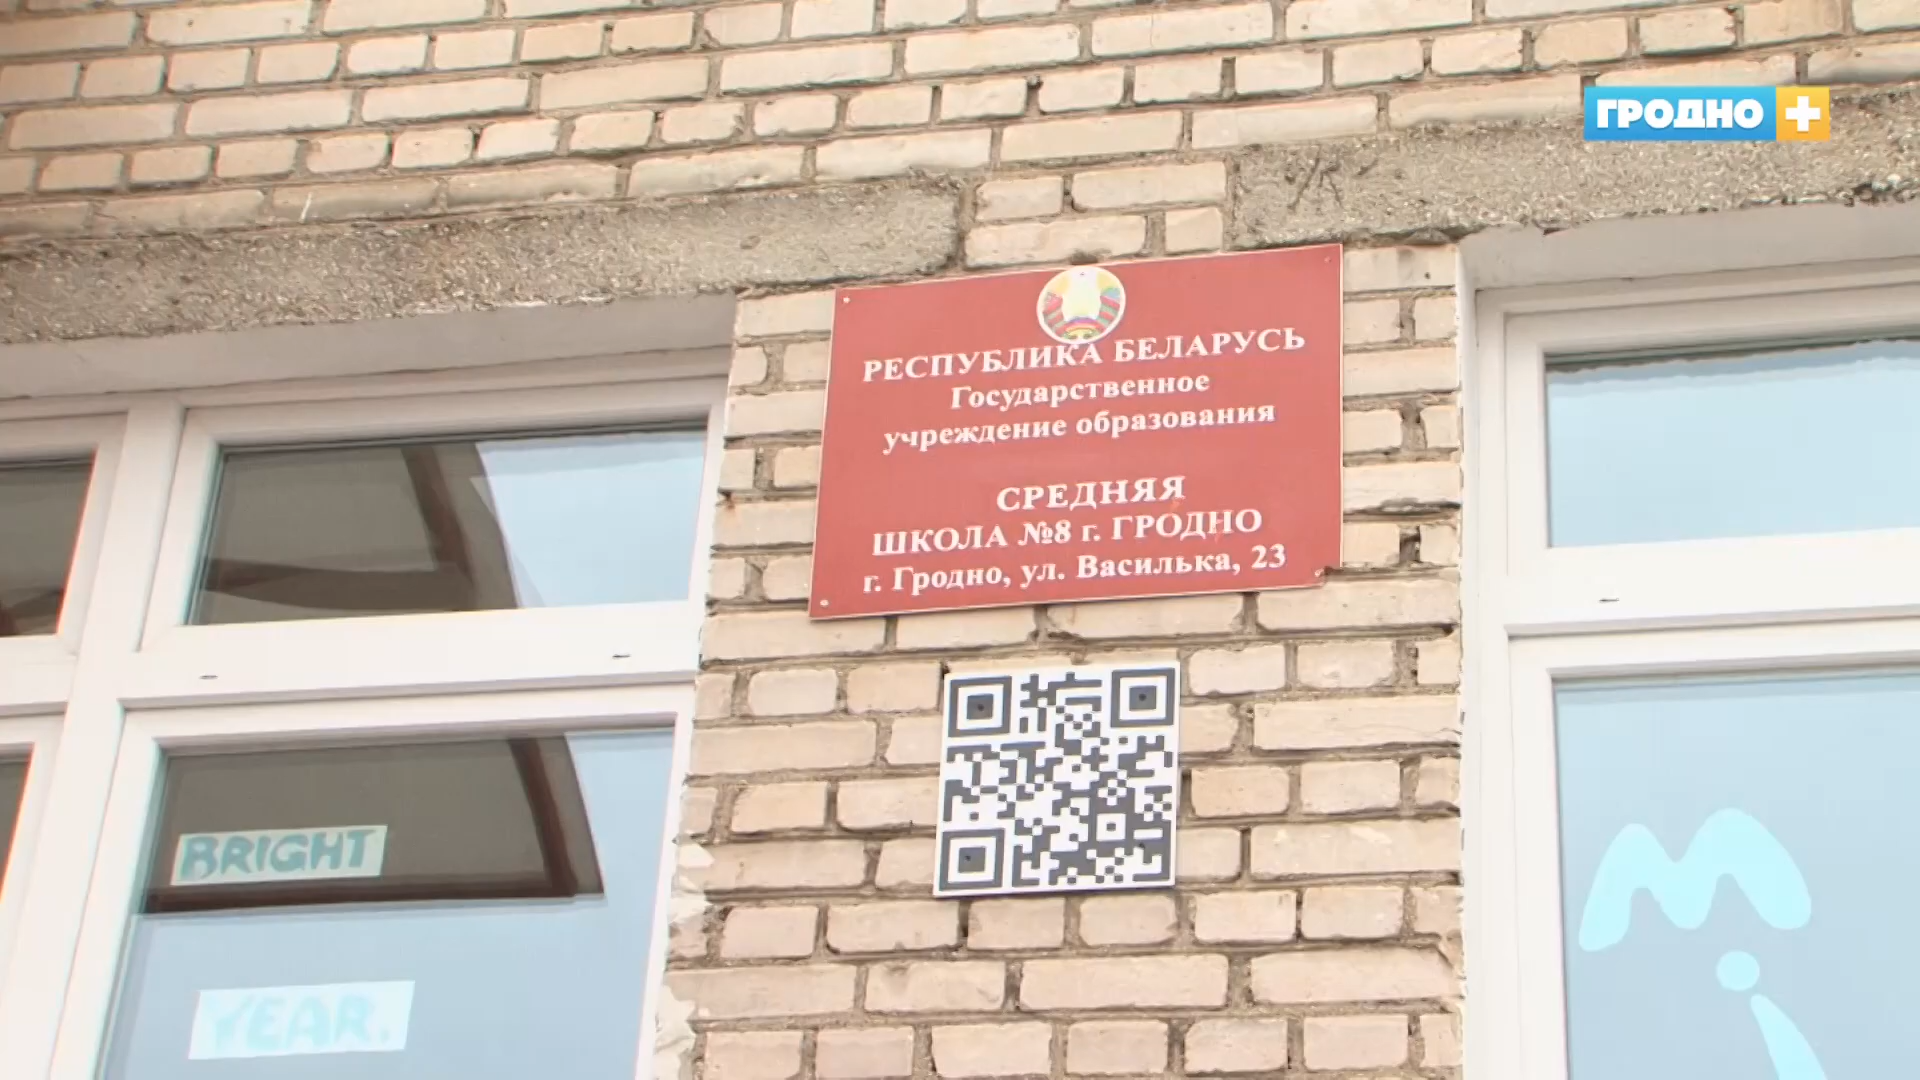 ГРОДНО +
РЕСПУБЛИКА БЕЛАРУСЬ
Государственное
учреждение образования
СРЕДНЯЯ
ШКОЛА №8 г. ГРОДНО
г. Гродно, ул. Василька, 23
BRIGHT
YEAR.